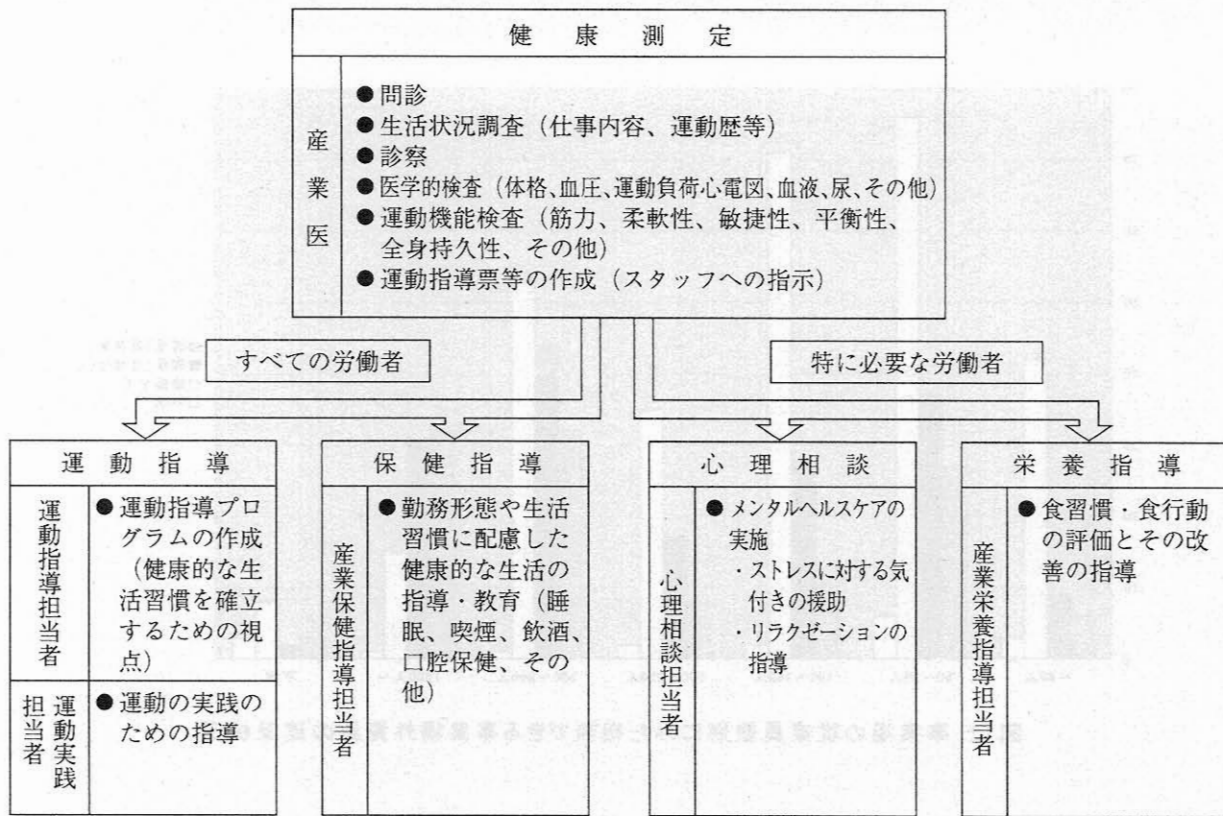 健康測定
産業医
●問診
●生活状況調査（仕事内容、運動歴等）
●診察
●医学的検査（体格、血圧、運動負荷心電図、血液、尿、その他）
●運動機能検査（筋力、柔軟性、敏捷性、平衡性、
全身持久性、その他）
●運動指導票等の作成（スタッフへの指示）
すべての労働者
特に必要な労働者
運動指導
運動指導担当者
●運動指導プロ
グラムの作成
（健康的な生
活習慣を確立
するための視
点）
運動実践
担当者
●運動の実践の
ための指導
保健指導
産業保健指導担当者
●勤務形態や生活
習慣に配慮した
健康的な生活の
指導・教育（睡
眠、喫煙、飲酒、
口腔保健、その
他）
心理相談
心理相談担当者
●メンタルヘルスケアの
実施
・ストレスに対する気
付きの援助
・リラクゼーションの
指導
栄養指導
産業栄養指導担当者
●食習慣・食行動
の評価とその改
善の指導